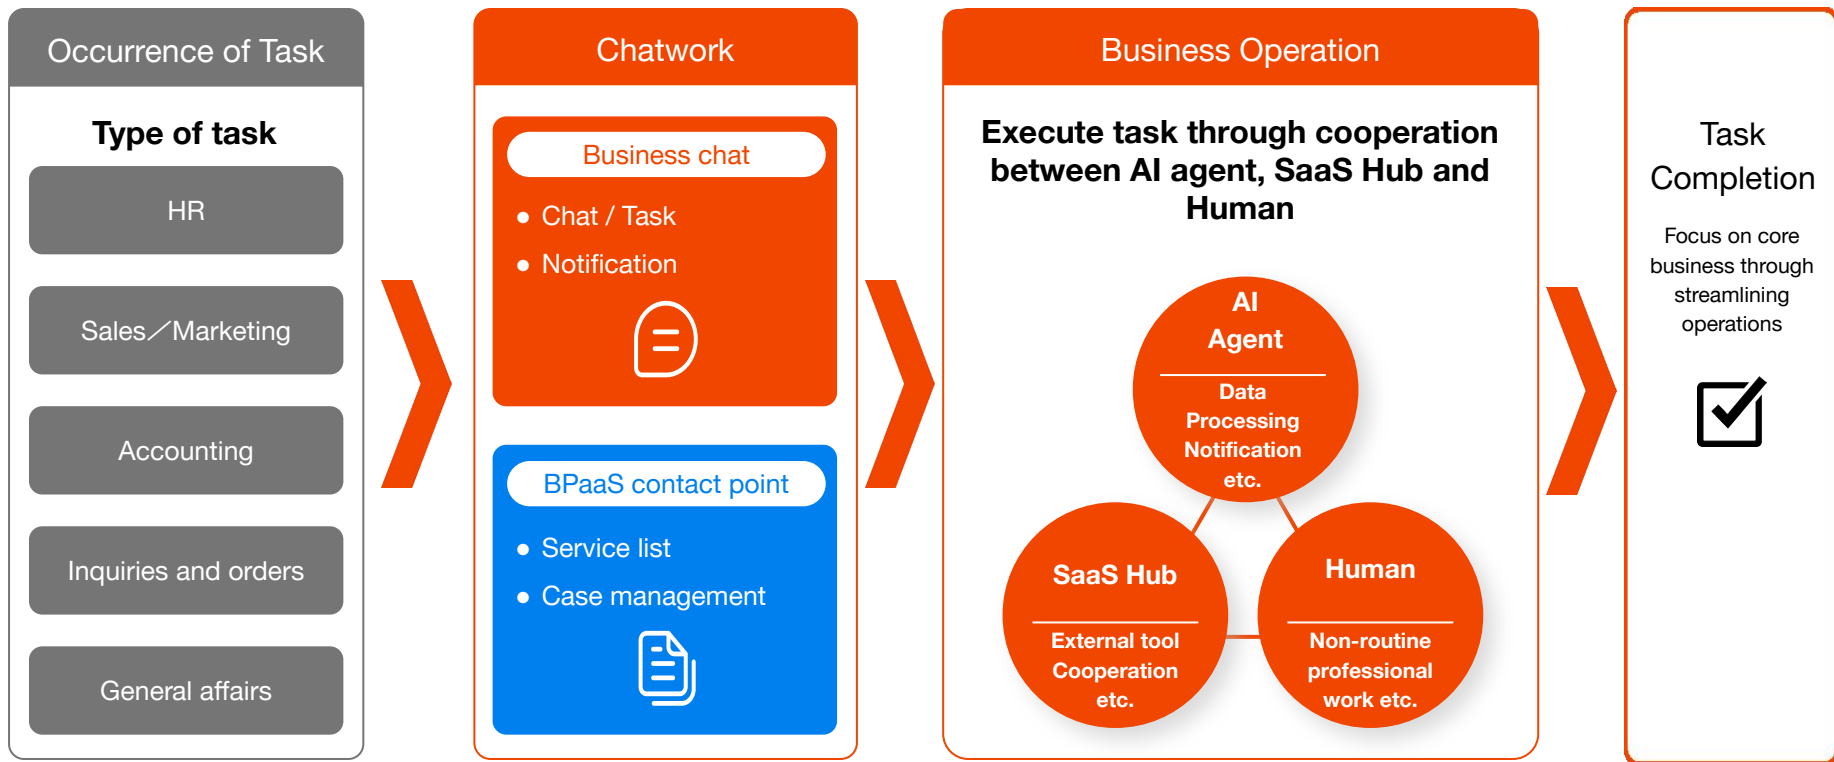 Occurrence of Task
Type of task
HR
Sales／Marketing
Accounting
Inquiries and orders
General affairs
Chatwork
Business chat
● Chat / Task
● Notification
BPaaS contact point
● Service list
● Case management
Business Operation
Execute task through cooperation
between AI agent, SaaS Hub and
Human
AI
Agent
Data
Processing
Notification
etc.
SaaS Hub
External tool
Cooperation
etc.
Human
Non-routine
professional
work etc.
Task
Completion
Focus on core
business through
streamlining
operations